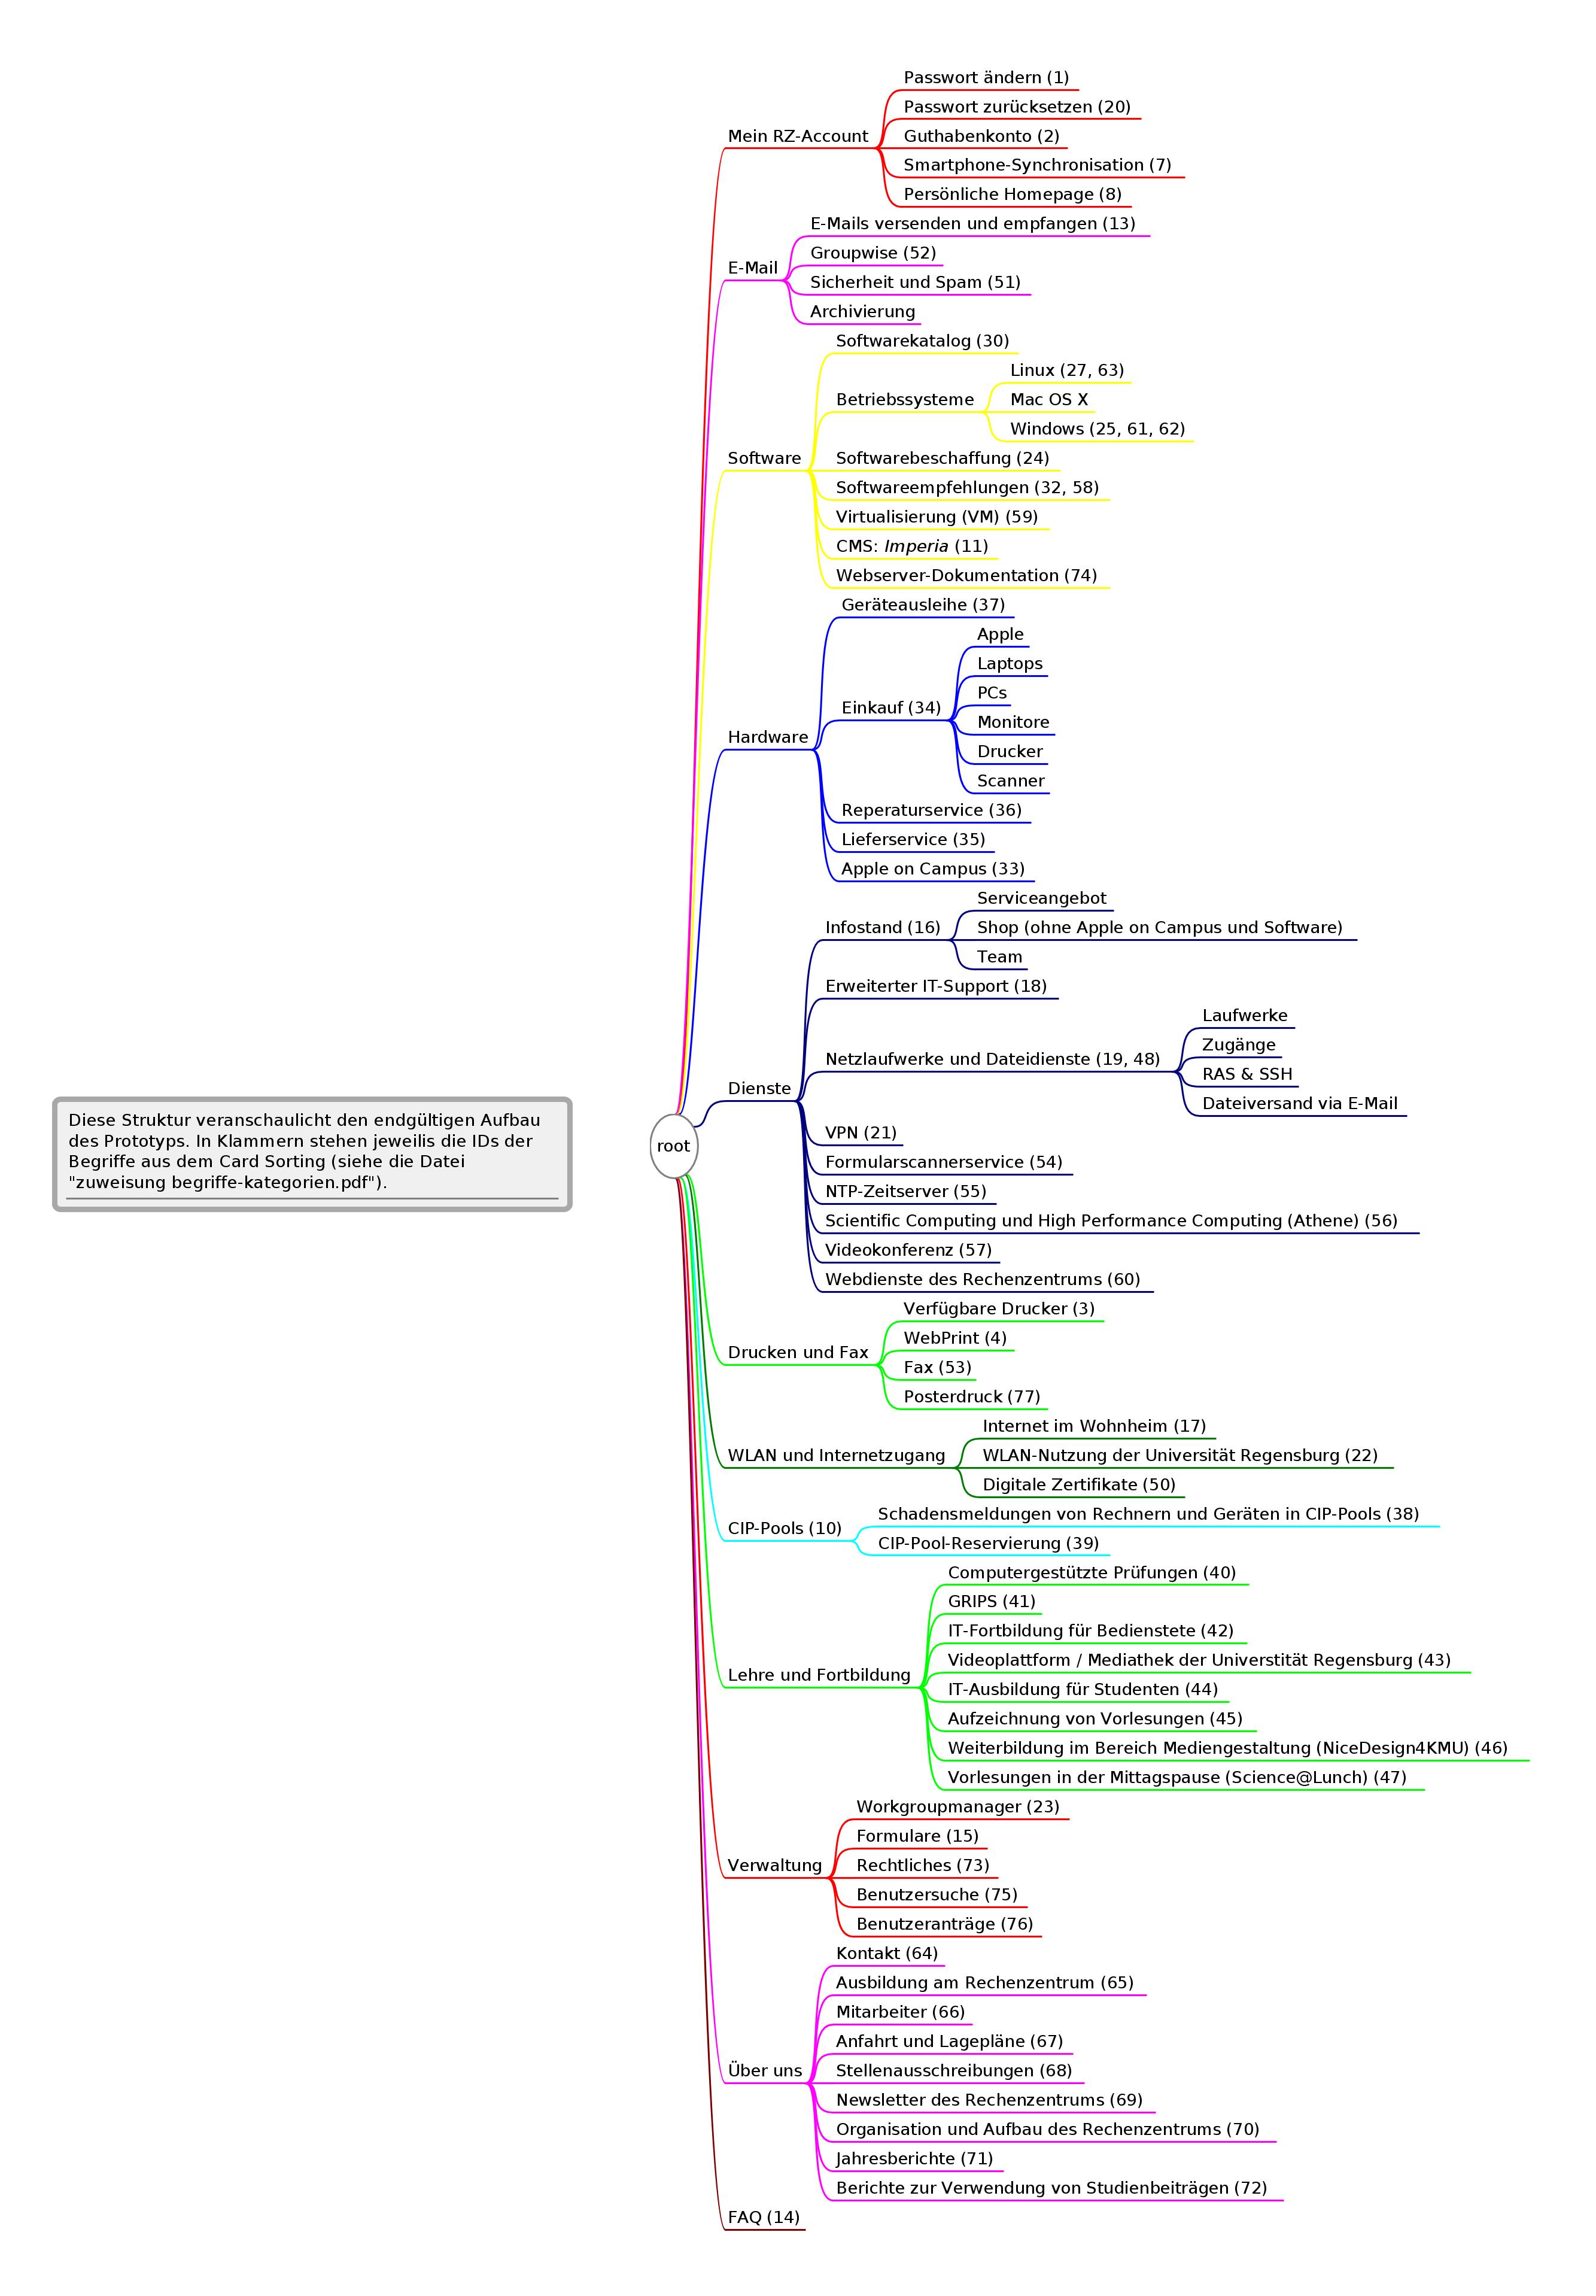 Passwort ändern (1)
Passwort zurücksetzen (20)
Mein RZ-Account
Guthabenkonto (2)
Smartphone-Synchronisation (7)
Persönliche Homepage (8)
E-Mails versenden und empfangen (13)
Groupwise (52)
E-Mail
Sicherheit und Spam (51)
Archivierung
Softwarekatalog (30)
Linux (27, 63)
Betriebssysteme
Mac OS X
Windows (25, 61, 62)
Software
Softwarebeschaffung (24)
Softwareempfehlungen (32, 58)
Virtualisierung (VM) (59)
CMS: Imperia (11)
Webserver-Dokumentation (74)
Geräteausleihe (37)
Apple
Laptops
PCs
Einkauf (34)
Monitore
Hardware
Drucker
Scanner
Reperaturservice (36)
Lieferservice (35)
Apple on Campus (33)
Serviceangebot
Infostand (16)
Shop (ohne Apple on Campus und Software)
Team
Erweiterter IT-Support (18)
Laufwerke
Zugänge
Netzlaufwerke und Dateidienste (19, 48)
RAS & SSH
Dienste
Dateiversand via E-Mail
Diese Struktur veranschaulicht den endgültigen Aufbau
des Prototyps. In Klammern stehen jeweilis die IDs der
Begriffe aus dem Card Sorting (siehe die Datei
"zuweisung begriffe-kategorien.pdf").
root
VPN (21)
Formularscannerservice (54)
NTP-Zeitserver (55)
Scientific Computing und High Performance Computing (Athene) (56)
Videokonferenz (57)
Webdienste des Rechenzentrums (60)
Verfügbare Drucker (3)
WebPrint (4)
Drucken und Fax
Fax (53)
Posterdruck (77)
Internet im Wohnheim (17)
WLAN und Internetzugang
WLAN-Nutzung der Universität Regensburg (22)
Digitale Zertifikate (50)
Schadensmeldungen von Rechnern und Geräten in CIP-Pools (38)
CIP-Pools (10)
CIP-Pool-Reservierung (39)
Computergestützte Prüfungen (40)
GRIPS (41)
IT-Fortbildung für Bedienstete (42)
Videoplattform / Mediathek der Universtität Regensburg (43)
Lehre und Fortbildung
IT-Ausbildung für Studenten (44)
Aufzeichnung von Vorlesungen (45)
Weiterbildung im Bereich Mediengestaltung (NiceDesign4KMU) (46)
Vorlesungen in der Mittagspause (Science@Lunch) (47)
Workgroupmanager (23)
Formulare (15)
Verwaltung
Rechtliches (73)
Benutzersuche (75)
Benutzeranträge (76)
Kontakt (64)
Ausbildung am Rechenzentrum (65)
Mitarbeiter (66)
Anfahrt und Lagepläne (67)
Über uns
Stellenausschreibungen (68)
Newsletter des Rechenzentrums (69)
Organisation und Aufbau des Rechenzentrums (70)
Jahresberichte (71)
Berichte zur Verwendung von Studienbeiträgen (72)
FAQ (14)